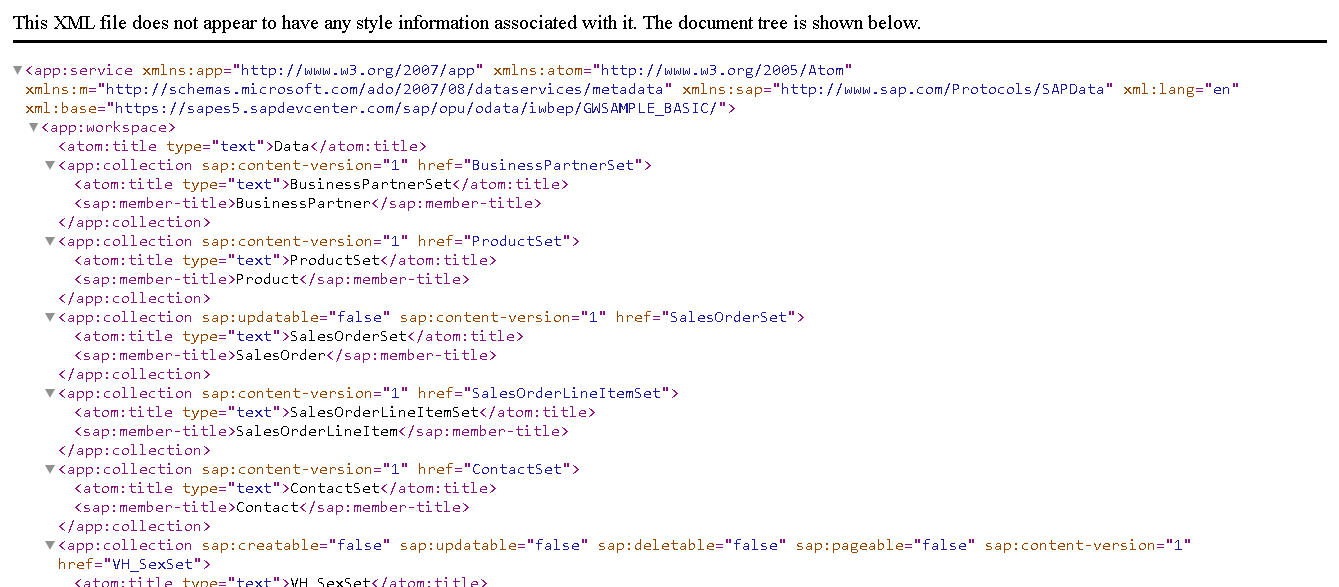 This XML file does not appear to have any style information associated with it. The document tree is shown below.
▼<app:service xmlns:app="http://www.w3.org/2007/app" xmlns:atom="http://www.w3.org/2005/Atom"
xmlns:m="http://schemas.microsoft.com/ado/2007/08/dataservices/metadata" xmlns:sap="http://www.sap.com/Protocols/SAPData" xml:lang="en"
xml:base="https://sapes5.sapdevcenter.com/sap/opu/odata/iwbep/GWSAMPLE_BASIC/">
▼<app:workspace>
<atom:title type="text">Data</atom:title>
▼<app:collection sap:content-version="1" href="BusinessPartnerSet">
<atom:title type="text">BusinessPartnerSet</atom:title>
<sap:member-title>BusinessPartner</sap:member-title>
</app:collection>
▼<app:collection sap:content-version="1" href="ProductSet">
<atom:title type="text">ProductSet</atom:title>
<sap:member-title>Product</sap:member-title>
</app:collection>
▼<app:collection sap:updatable="false" sap:content-version="1" href="SalesOrderSet">
<atom:title type="text">SalesOrderSet</atom:title>
<sap:member-title>SalesOrder</sap:member-title>
</app:collection>
▼<app:collection sap:content-version="1" href="SalesOrderLineItemSet">
<atom:title type="text">SalesOrderLineItemSet</atom:title>
<sap:member-title>SalesOrderLineItem</sap:member-title>
</app:collection>
▼<app:collection sap:content-version="1" href="ContactSet">
<atom:title type="text">ContactSet</atom:title>
<sap:member-title>Contact</sap:member-title>
</app:collection>
▼<app:collection sap:creatable="false" sap:updatable="false" sap:deletable="false" sap:pageable="false" sap:content-version="1"
href="VH_SexSet">
<atom:title type="text">VH_SexSet</atom:title>